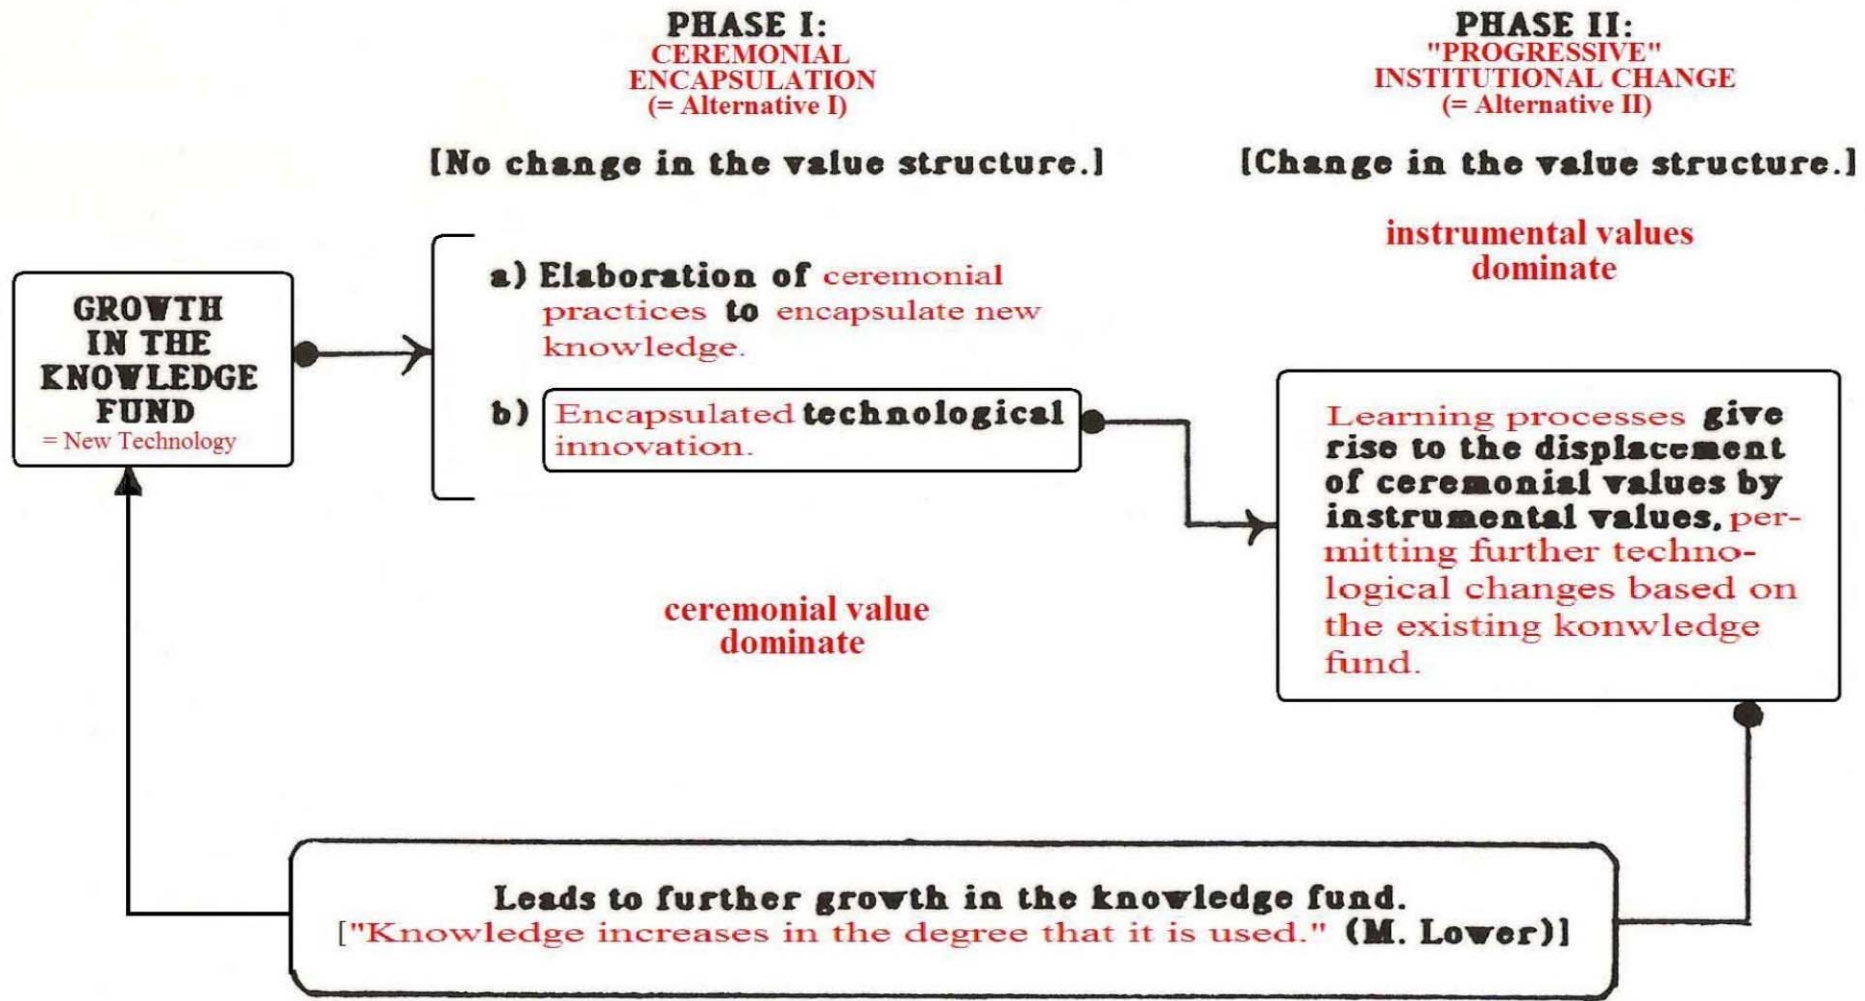 PHASE I:
CEREMONIAL
ENCAPSULATION
(= Alternative I)
[No change in the value structure.]
PHASE II:
"PROGRESSIVE"
INSTITUTIONAL CHANGE
(= Alternative II)
[Change in the value structure.]
instrumental values
dominate
GROWTH
IN THE
KNOWLEDGE
FUND
= New Technology
a) Elaboration of ceremonial
practices to encapsulate new
knowledge.
b) Encapsulated technological
innovation.
ceremonial value
dominate
Learning processes give
rise to the displacement
of ceremonial values by
instrumental values, per-
mitting further techno-
logical changes based on
the existing konwledge
fund.
Leads to further growth in the knowledge fund.
["Knowledge increases in the degree that it is used." (M. Lower)]